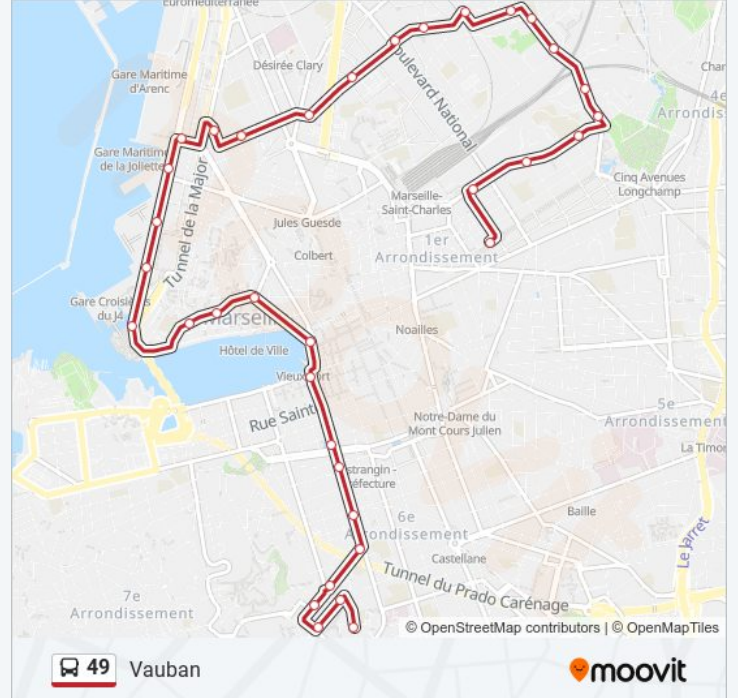 Euroméditerranée
Désirée Clary
Gare Maritime
d'Arenc
Boulevard National
Char
4e
Arrondis
Gare Maritime
de la Joliette
Tunnel de la Major
Cinq Avenues
Longchamp
Marseille-
Saint-Charles
Jules Guesde
1er
Arrondissement
Colbert
Gare Croisières
du J4
Marseille
Noailles
Hôtel de Ville
Vieux-Port
Rue Saint
Notre-Dame du
Mont Cours Julien
5e
Arrondissement
La Timon
Estrangin -
Préfecture
6e
Arrondissement
Baille
Castellane
Le Jarret
Tunnel du Prado Carénage
7e
Arrondissement
© OpenStreetMap contributors | © OpenMapTiles
49 Vauban
moovit